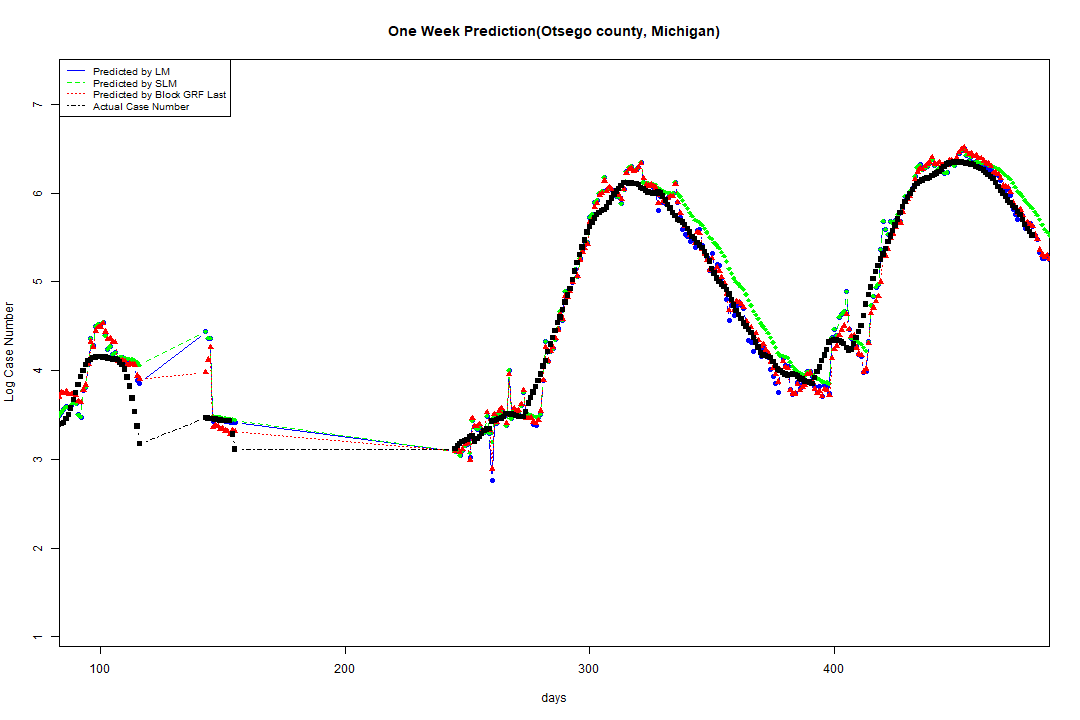 One Week Prediction(Otsego county, Michigan)
Predicted by LM
Predicted by SLM
Predicted by Block GRF Last
Actual Case Number
Log Case Number
7
6
5
4
3
2
1
100 200 300 400
days